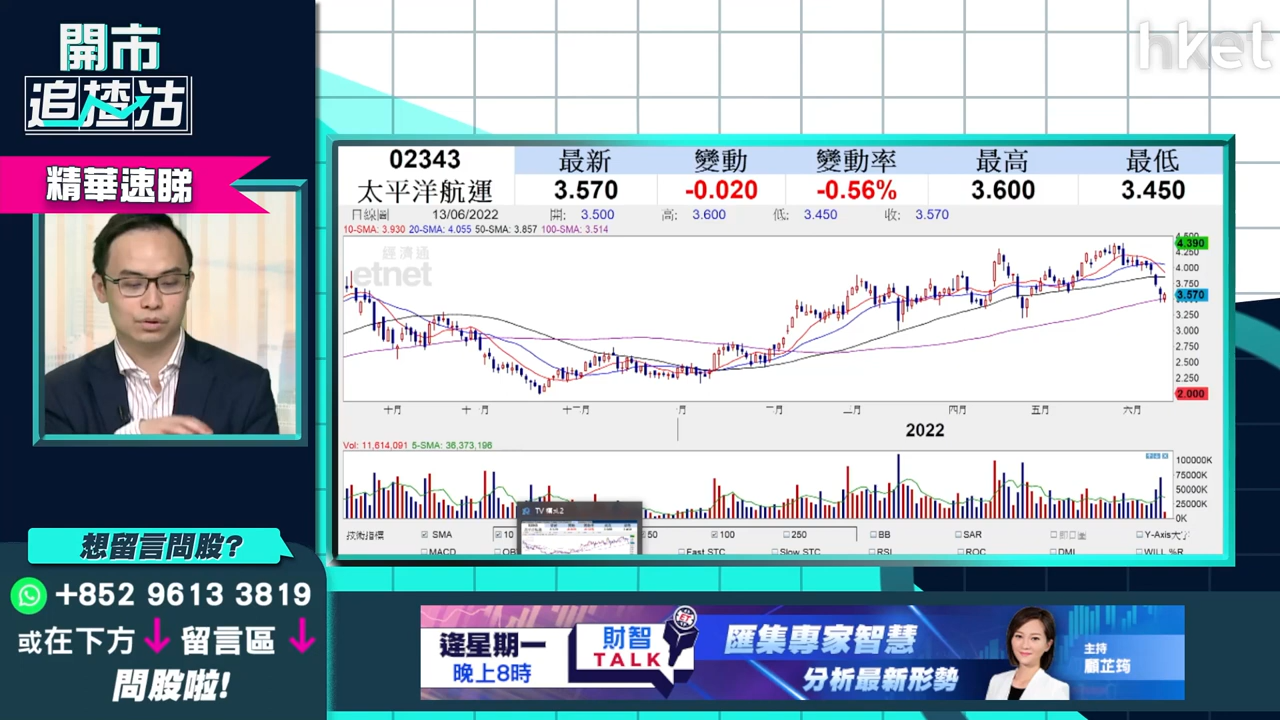 hket
開市
追揸沽
精華速睇
02343
太平洋航運
最新 變動 變動率 最高 最低
3.570 -0.020 -0.56% 3.600 3.450
日線圖 13/06/2022 開: 3.500 高: 3.600 低: 3.450 收: 3.570
10-SMA: 3.930 20-SMA: 4.055 50-SMA: 3.857 100-SMA: 3.514
經濟通
etnet
4.500
4.390
4.250
4.000
3.750
3.570
3.250
3.000
2.750
2.500
2.250
2.000
十月 十一月 十二月 一月 二月 三月 四月 五月 六月
2022
Vol: 11,614,091 5-SMA: 36,373,196
100000K
75000K
50000K
25000K
0K
技術指標 SMA 10 50 100 250 BB SAR Y-Axis
MACD Fast STC Slow STC RSI ROC DMI WILL %R
想留言問股?
+852 9613 3819
或在下方 留言區
問股啦!
逢星期一
晚上8時
財智
TALK
匯集專家智慧
分析最新形勢
主持
顧芷筠